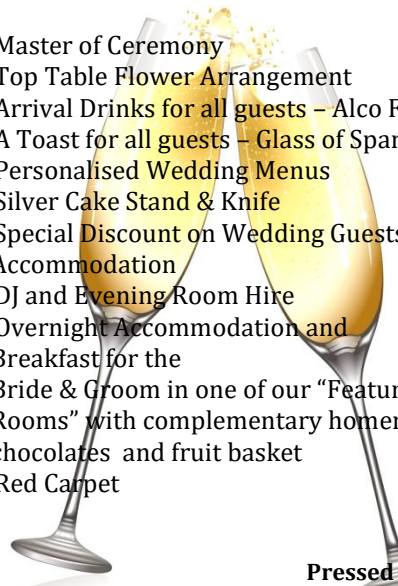 Master of Ceremony
Top Table Flower Arrangement
Arrival Drinks for all guests – Alco F
A Toast for all guests – Glass of Spar
Personalised Wedding Menus
Silver Cake Stand & Knife
Special Discount on Wedding Guests
Accommodation
DJ and Evening Room Hire
Overnight Accommodation and
Breakfast for the
Bride & Groom in one of our “Featur
Rooms” with complementary homem
chocolates and fruit basket
Red Carpet
Pressed